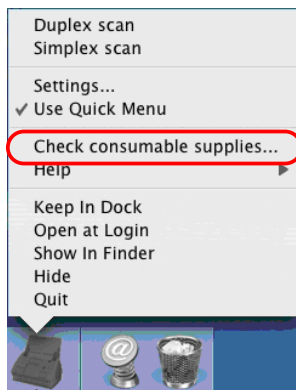 Duplex scan
Simplex scan
Settings...
✓ Use Quick Menu
Check consumable supplies...
Help
Keep In Dock
Open at Login
Show In Finder
Hide
Quit
@